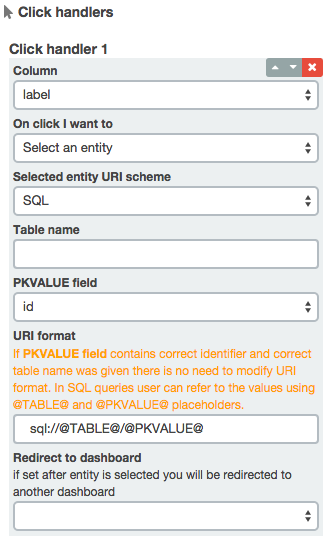 Click handlers
Click handler 1
Column
label
On click I want to
Select an entity
Selected entity URI scheme
SQL
Table name
PKVALUE field
id
URI format
If PKVALUE field contains correct identifier and correct
table name was given there is no need to modify URI
format. In SQL queries user can refer to the values using
@TABLE@ and @PKVALUE@ placeholders.
sql://@TABLE@/@PKVALUE@
Redirect to dashboard
if set after entity is selected you will be redirected to
another dashboard